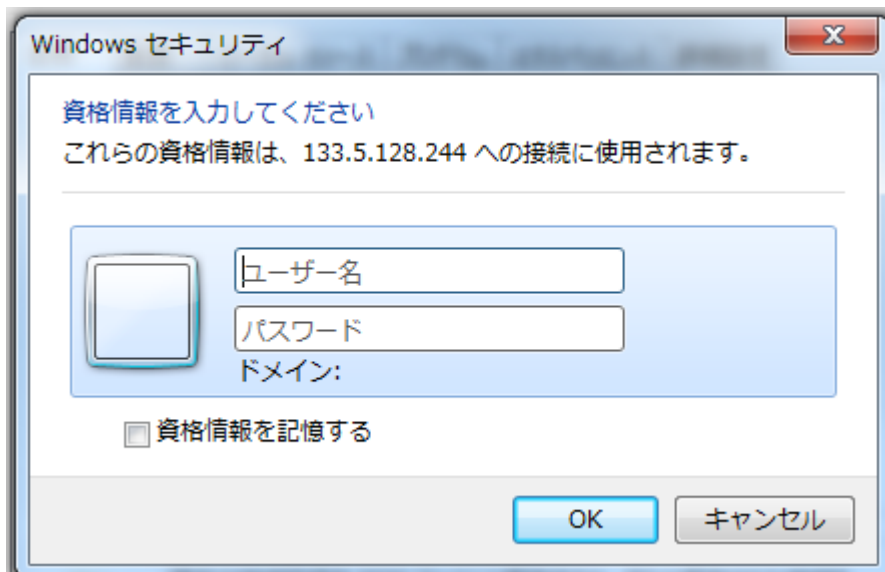 Windows セキュリティ
資格情報を入力してください
これらの資格情報は、133.5.128.244 への接続に使用されます。
ユーザー名
パスワード
ドメイン:
資格情報を記憶する
OK
キャンセル